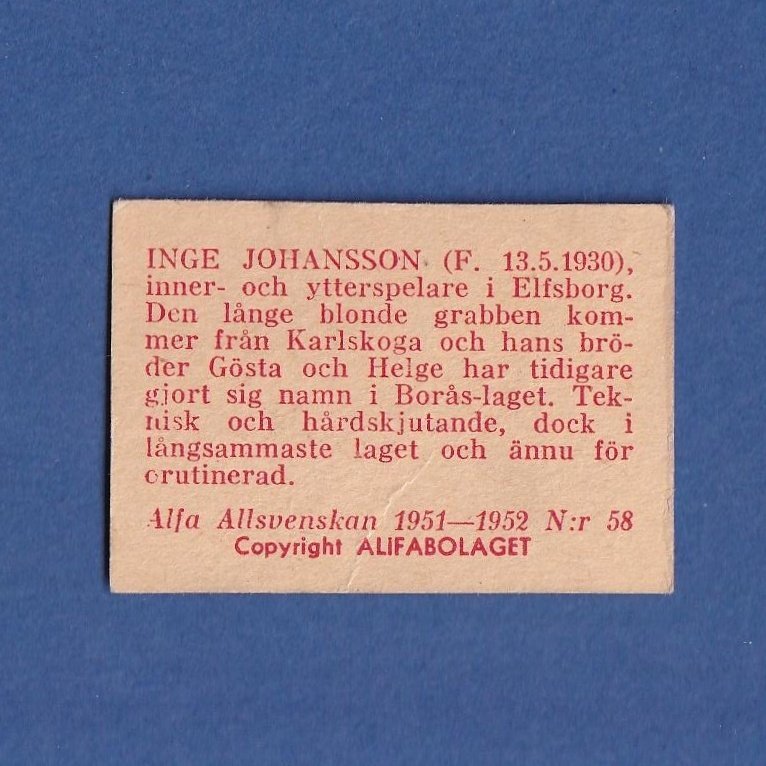 INGE JOHANSSON (F. 13.5.1930),
inner- och ytterspelare i Elfsborg.
Den långe blonde grabben kom-
mer från Karlskoga och hans brö-
der Gösta och Helge har tidigare
gjort sig namn i Borås-laget. Tek-
nisk och hårdskjutande, dock i
långsammaste laget och ännu för
orutinerad.
Alfa Allsvenskan 1951—1952 N:r 58
Copyright ALIFABOLAGET